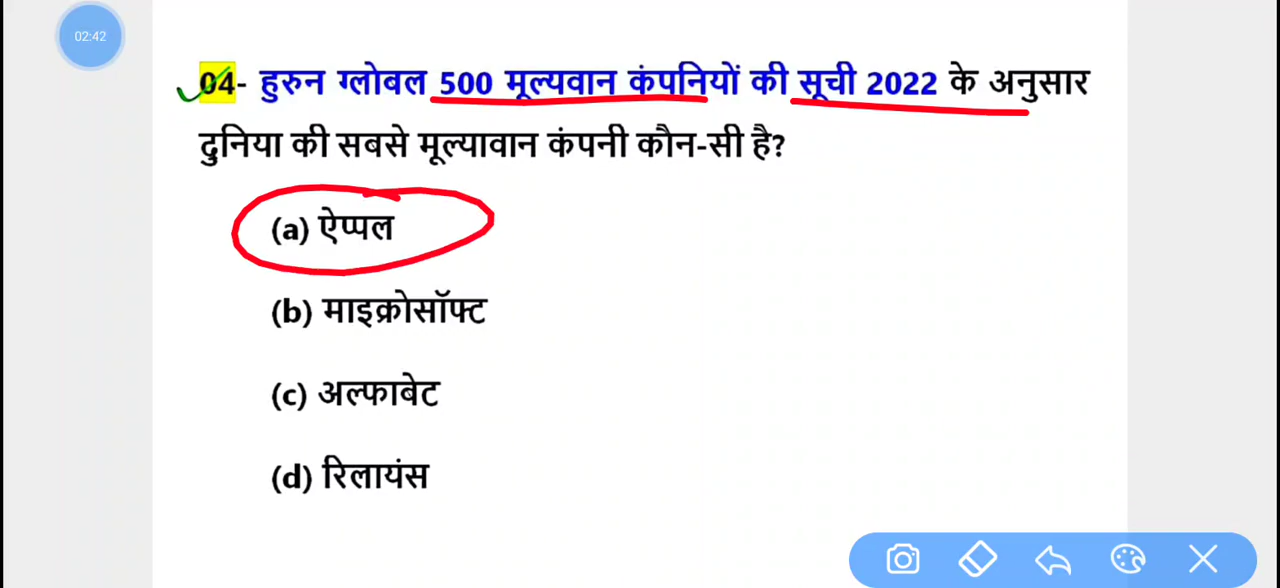 02:42
04- हुरुन ग्लोबल 500 मूल्यवान कंपनियों की सूची 2022 के अनुसार
दुनिया की सबसे मूल्यावान कंपनी कौन-सी है?
(a) ऐप्पल
(b) माइक्रोसॉफ्ट
(c) अल्फाबेट
(d) रिलायंस